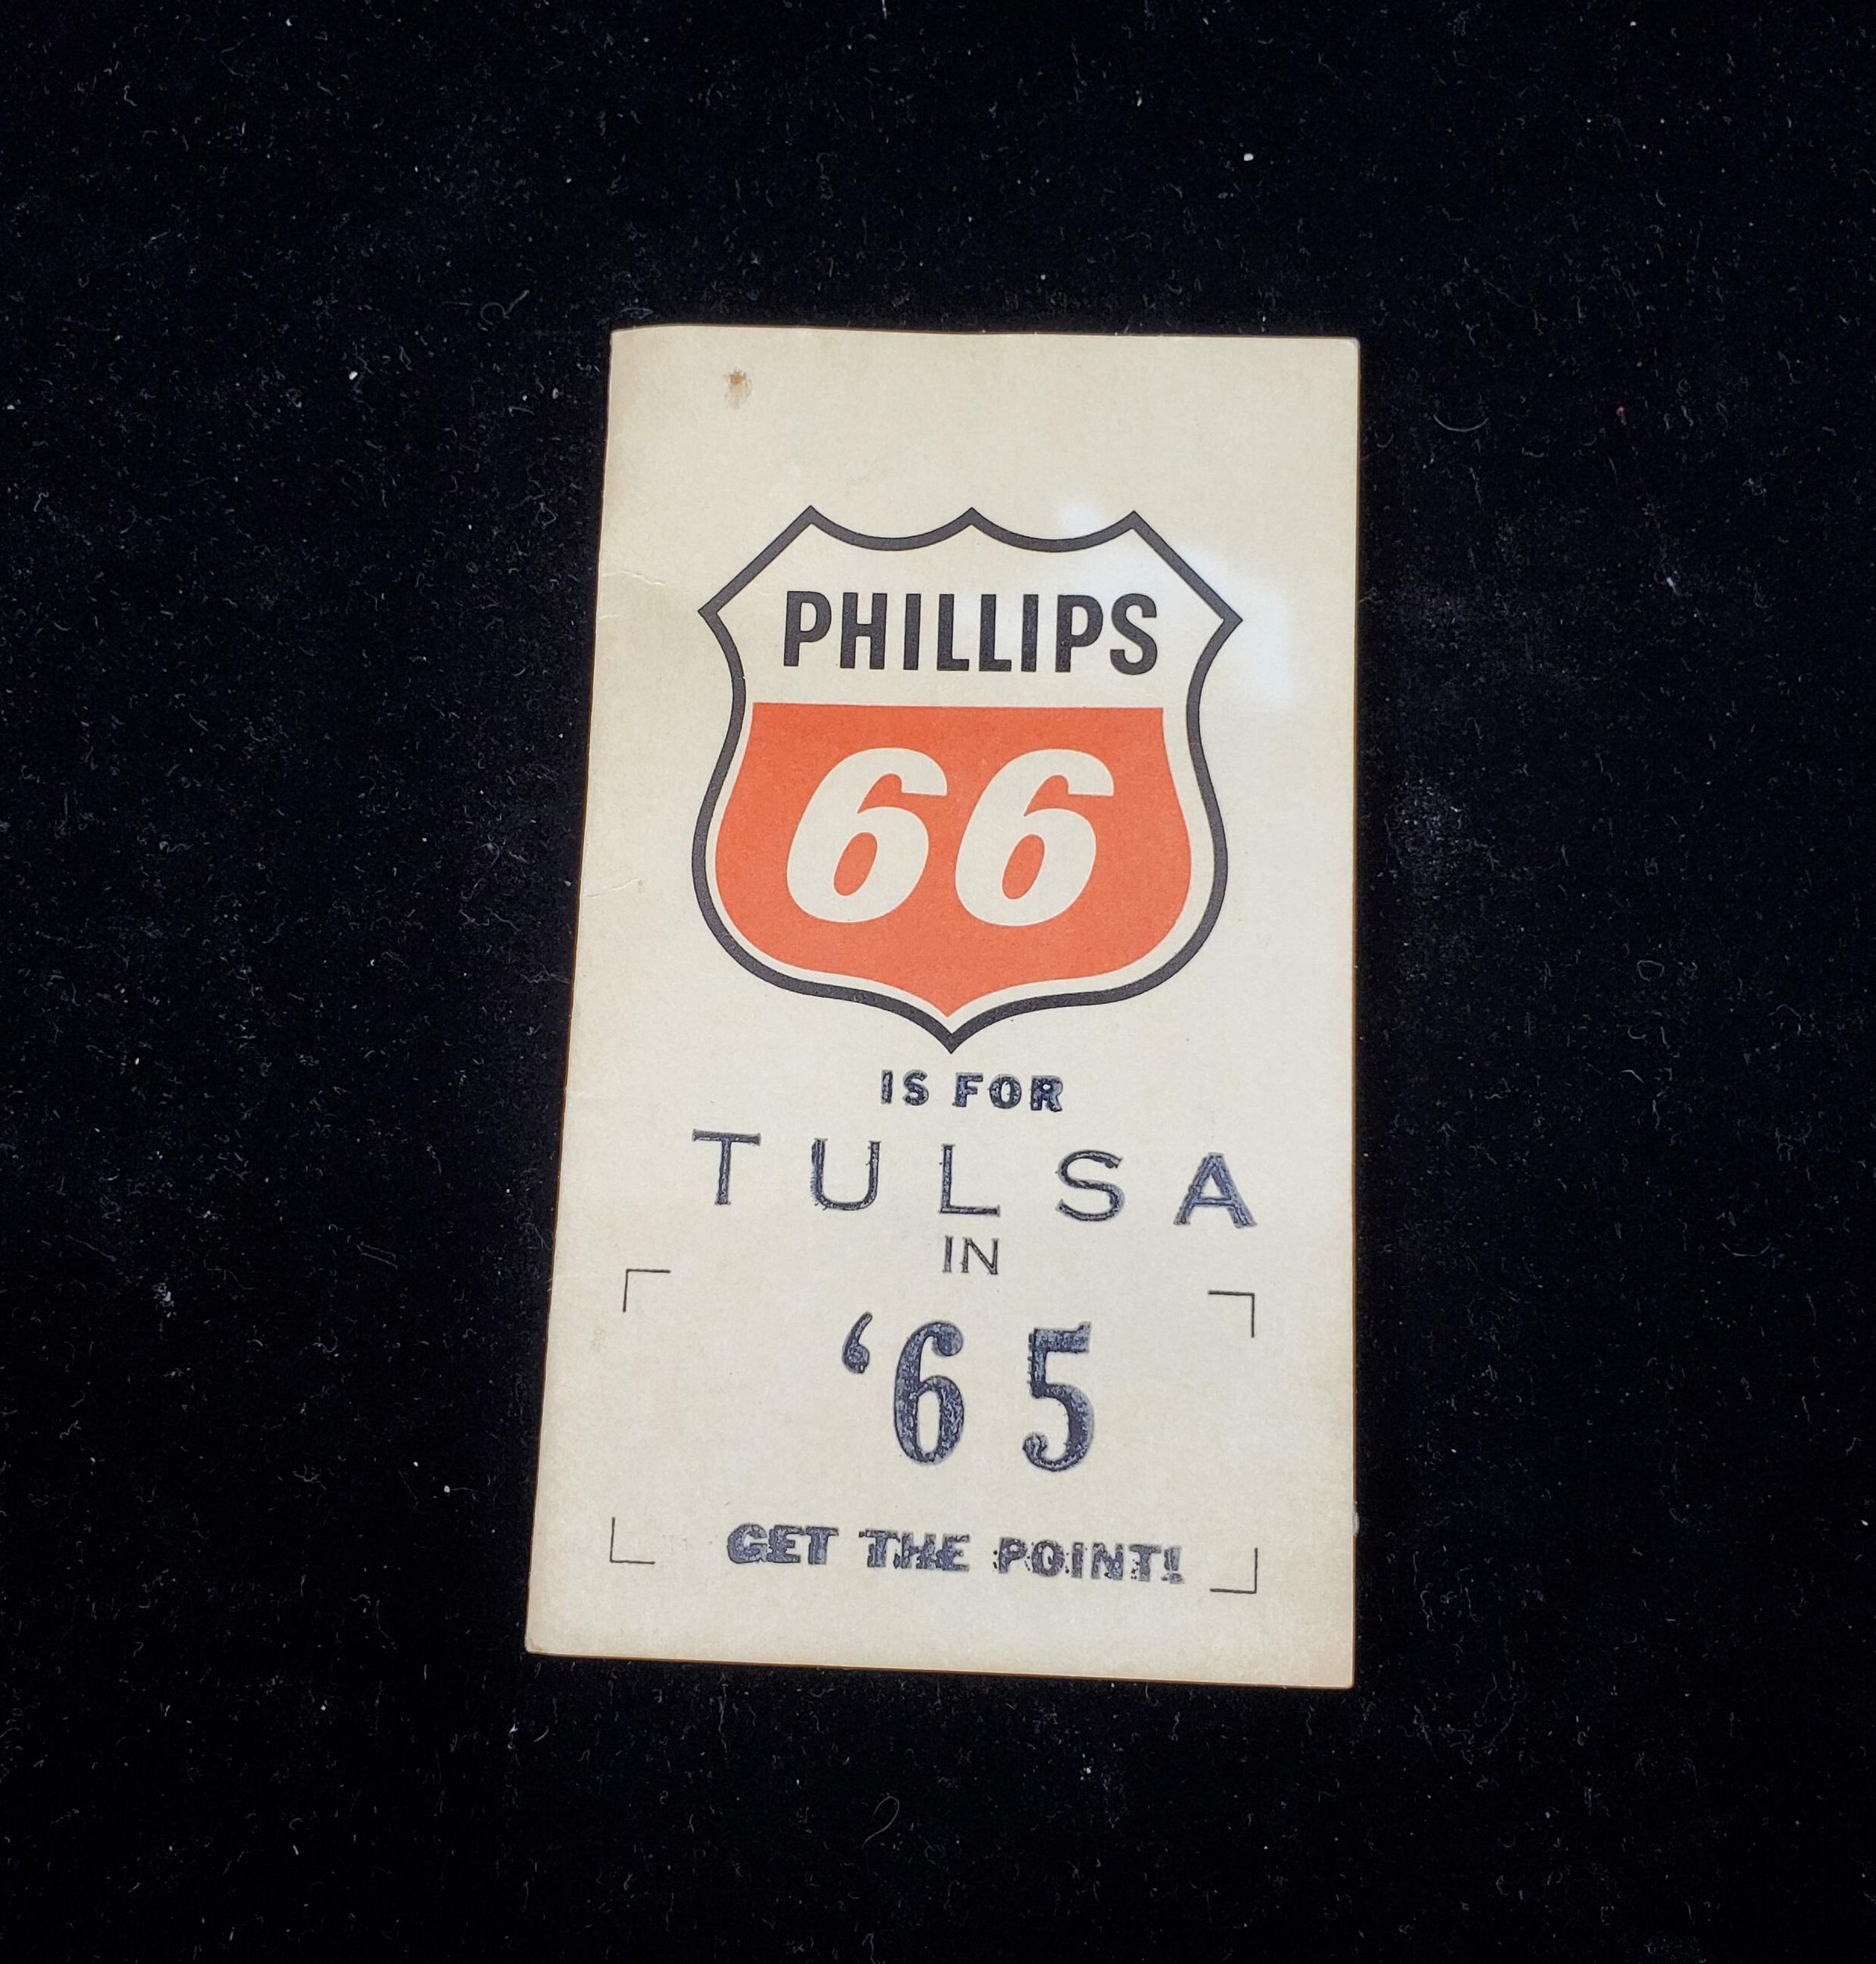 PHILLIPS
66
IS FOR
TULSA
IN
‘65
GET THE POINT!